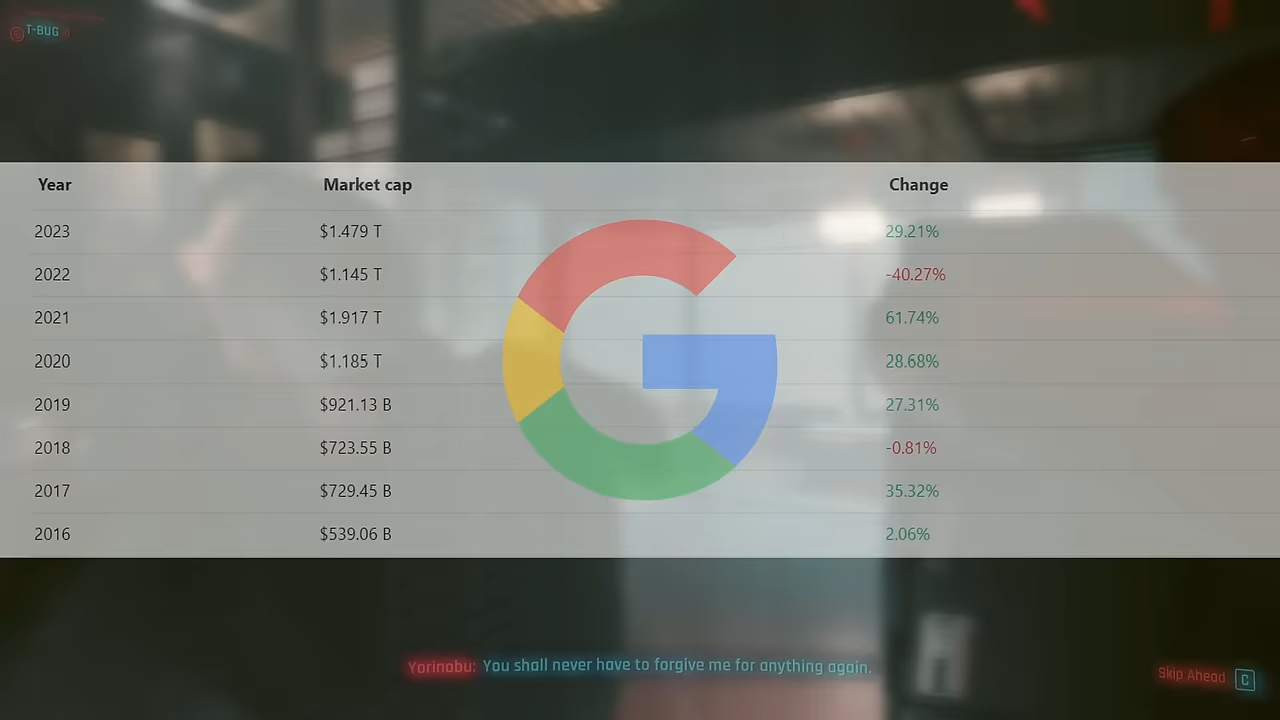 T-BUG
Year Market cap Change
2023 $1.479 T 29.21%
2022 $1.145 T -40.27%
2021 $1.917 T 61.74%
2020 $1.185 T 28.68%
2019 $921.13 B 27.31%
2018 $723.55 B -0.81%
2017 $729.45 B 35.32%
2016 $539.06 B 2.06%
Yorinobu: You shall never have to forgive me for anything again.
Skip Ahead C